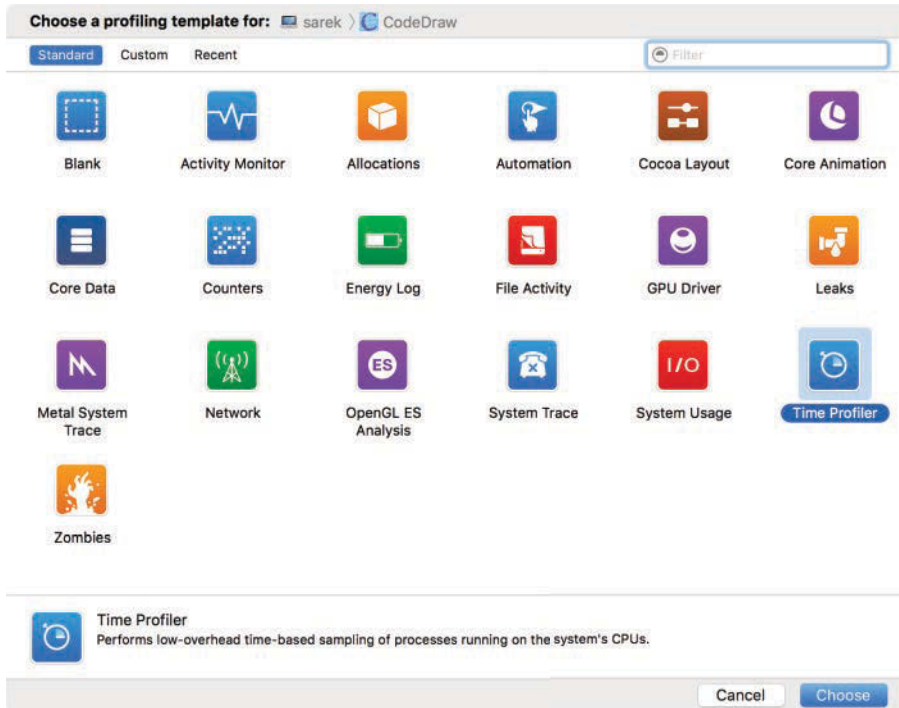 Choose a profiling template for: sarek 〉 CodeDraw
Standard Custom Recent Filter
Blank Activity Monitor Allocations Automation Cocoa Layout Core Animation
Core Data Counters Energy Log File Activity GPU Driver Leaks
ES I/O
Metal System Network OpenGL ES System Trace System Usage Time Profiler
Trace Analysis
Zombies
Time Profiler
Performs low-overhead time-based sampling of processes running on the system's CPUs.
Cancel Choose